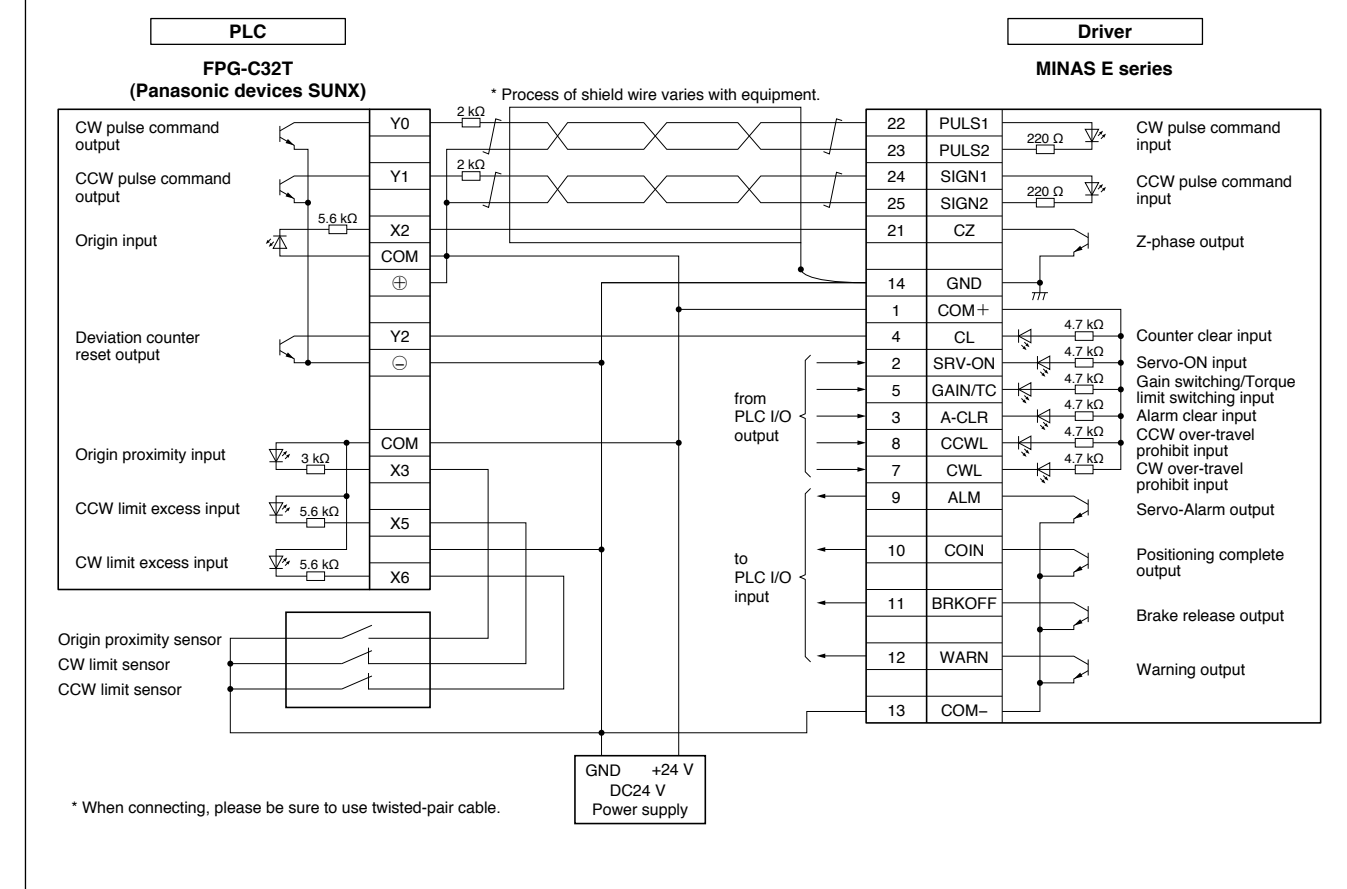 PLC
Driver
FPG-C32T
(Panasonic devices SUNX)
MINAS E series
* Process of shield wire varies with equipment.
CW pulse command
output
Y0
2 kΩ
22
PULS1
220 Ω
CW pulse command
input
23
PULS2
CCW pulse command
output
Y1
2 kΩ
24
SIGN1
220 Ω
CCW pulse command
input
25
SIGN2
Origin input
5.6 kΩ
X2
21
CZ
Z-phase output
COM
⊕
14
GND
1
COM+
Deviation counter
reset output
Y2
4
CL
4.7 kΩ
Counter clear input
⊖
2
SRV-ON
4.7 kΩ
Servo-ON input
from
PLC I/O
output
5
GAIN/TC
4.7 kΩ
Gain switching/Torque
limit switching input
3
A-CLR
4.7 kΩ
Alarm clear input
8
CCWL
4.7 kΩ
CCW over-travel
prohibit input
7
CWL
4.7 kΩ
CW over-travel
prohibit input
COM
Origin proximity input
3 kΩ
X3
9
ALM
Servo-Alarm output
CCW limit excess input
5.6 kΩ
X5
to
PLC I/O
input
10
COIN
Positioning complete
output
CW limit excess input
5.6 kΩ
X6
11
BRKOFF
Brake release output
12
WARN
Warning output
13
COM−
Origin proximity sensor
CW limit sensor
CCW limit sensor
GND +24 V
DC24 V
Power supply
* When connecting, please be sure to use twisted-pair cable.